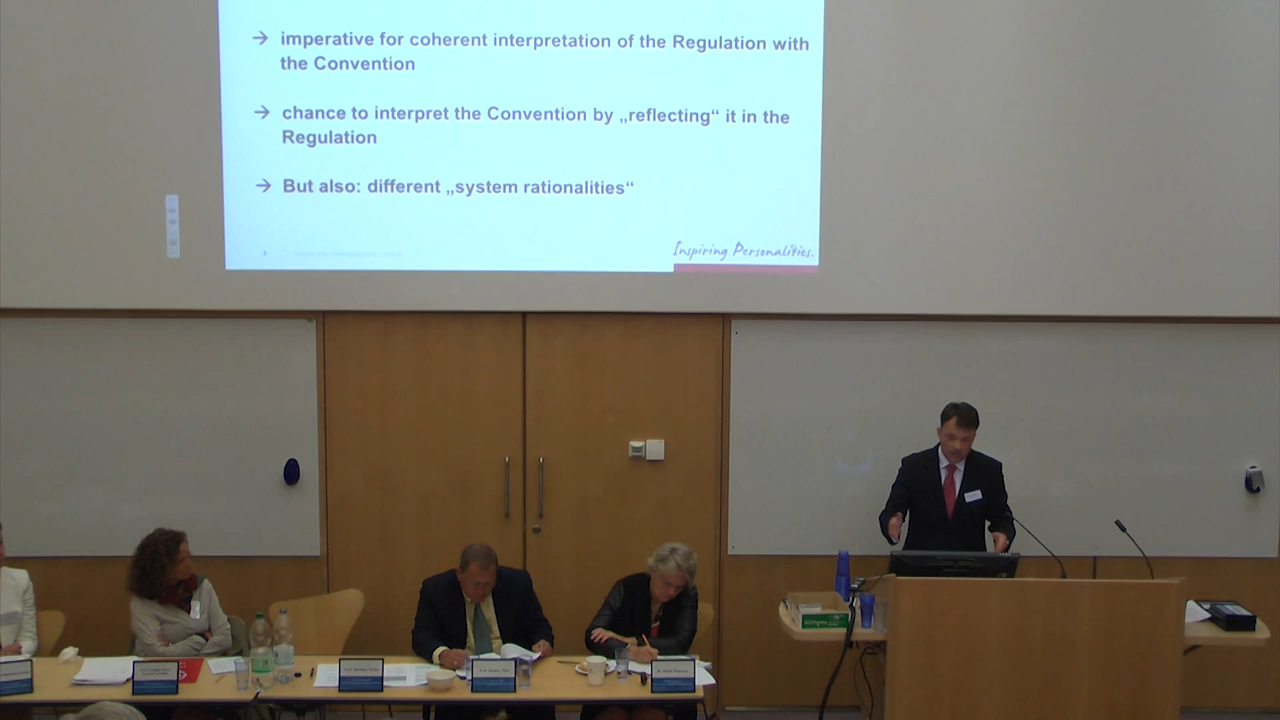 → imperative for coherent interpretation of the Regulation with
the Convention
→ chance to interpret the Convention by „reflecting“ it in the
Regulation
→ But also: different „system rationalities“
Inspiring Personalities.